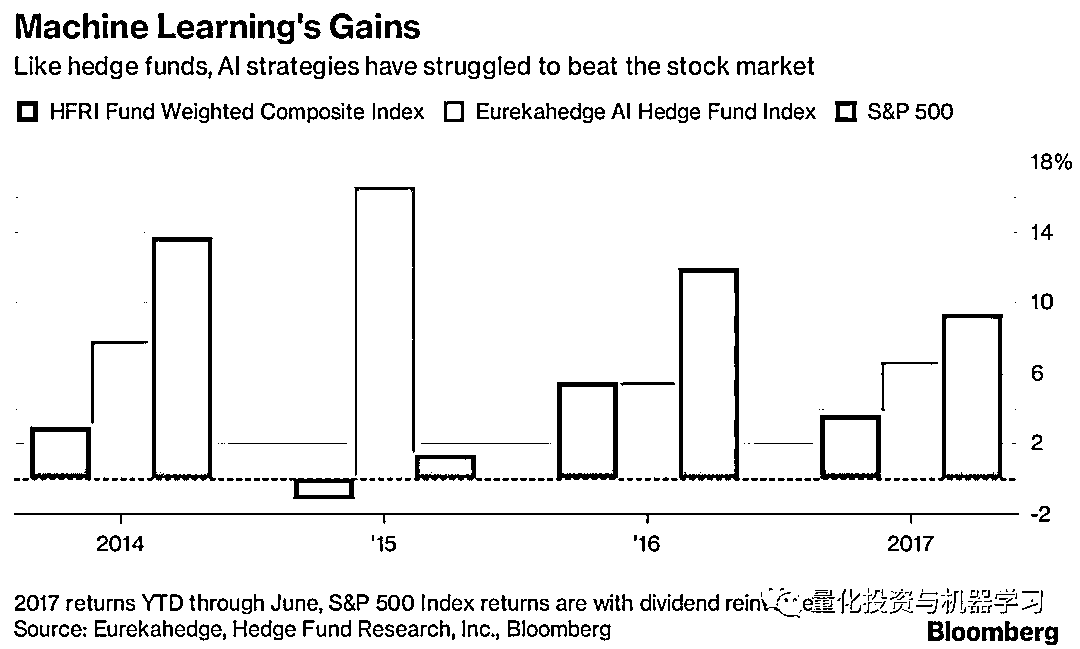 Machine Learning's Gains
Like hedge funds, AI strategies have struggled to beat the stock market
HFRI Fund Weighted Composite Index Eurekahedge AI Hedge Fund Index S&P 500
18%
14
10
6
2
-2
2014 '15 '16 2017
2017 returns YTD through June, S&P 500 Index returns are with dividend
量化投资与机器学习
Source: Eurekahedge, Hedge Fund Research, Inc., Bloomberg
Bloomberg